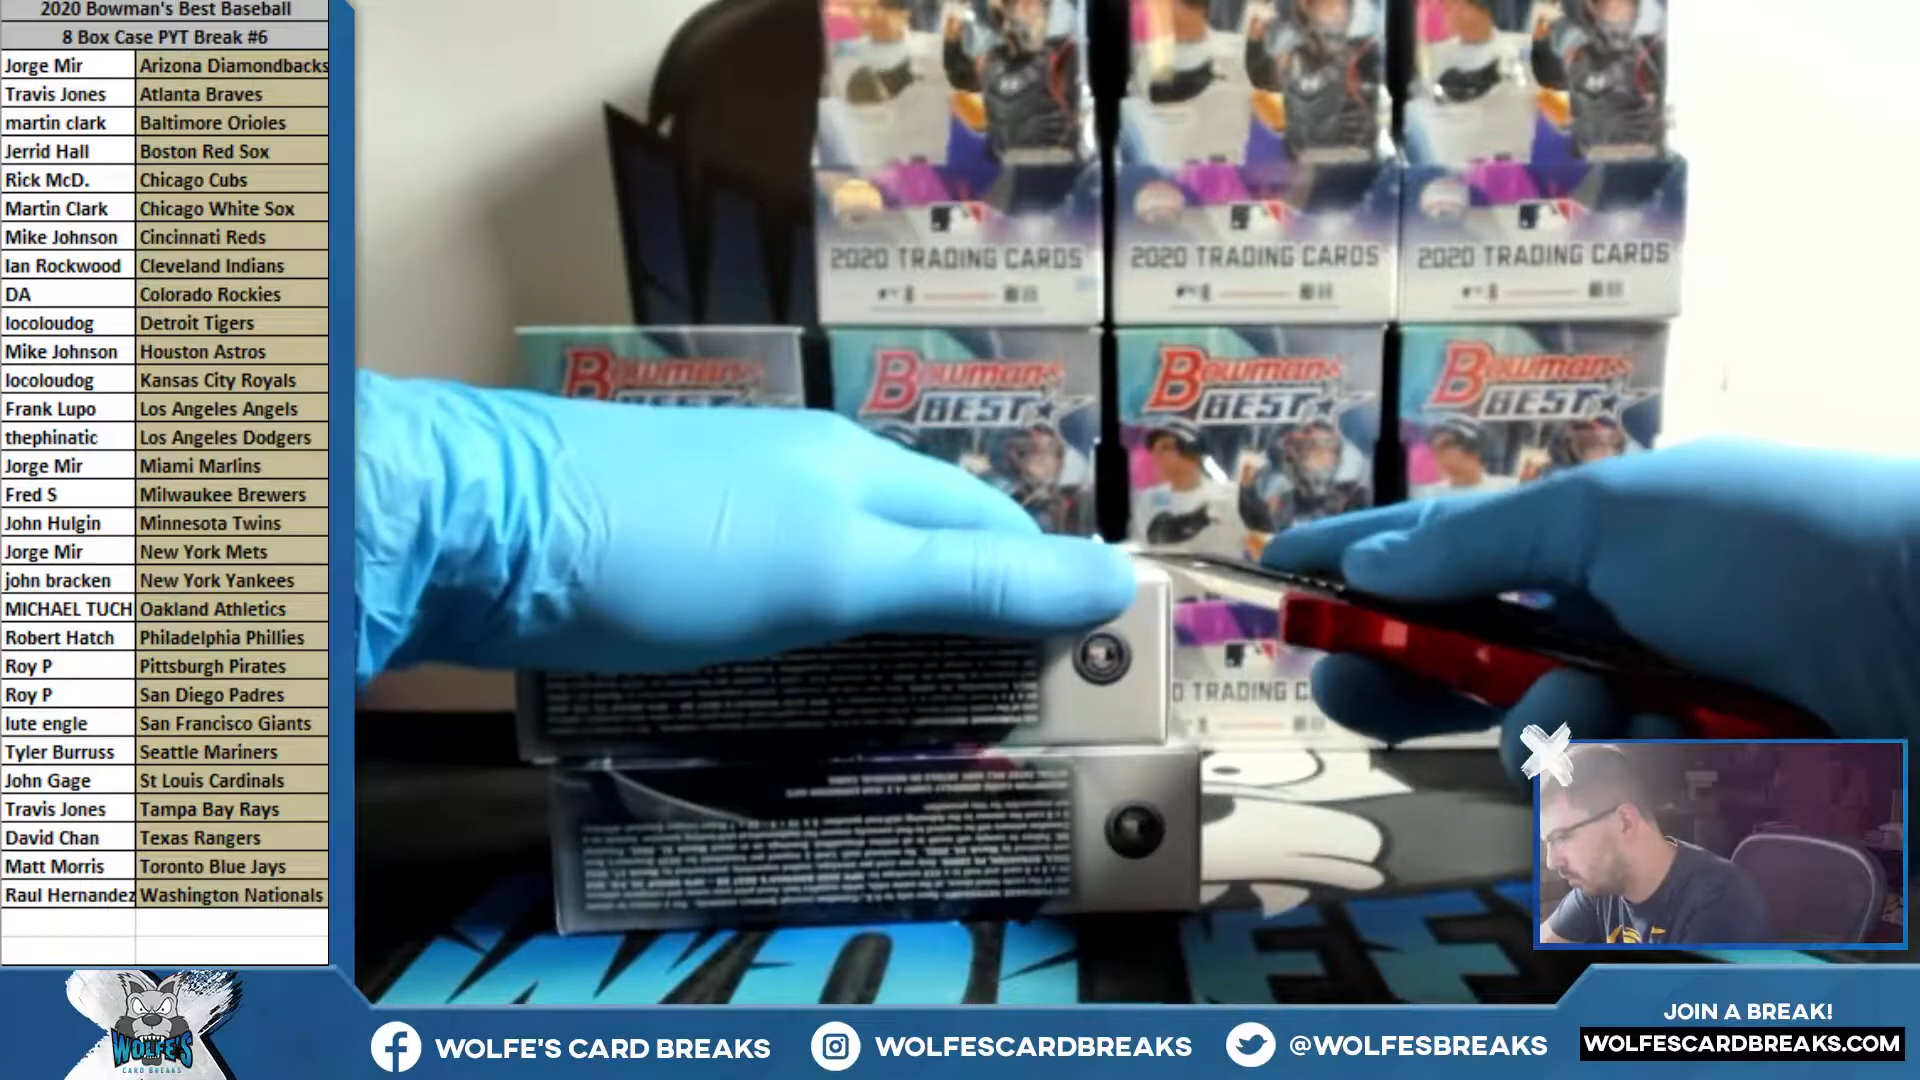 2020 Bowman's Best Baseball
8 Box Case PYT Break #6
Jorge Mir Arizona Diamondbacks
Travis Jones Atlanta Braves
martin clark Baltimore Orioles
Jerrid Hall Boston Red Sox
Rick McD. Chicago Cubs
Martin Clark Chicago White Sox
Mike Johnson Cincinnati Reds
Ian Rockwood Cleveland Indians
DA Colorado Rockies
locoloudog Detroit Tigers
Mike Johnson Houston Astros
locoloudog Kansas City Royals
Frank Lupo Los Angeles Angels
thephinatic Los Angeles Dodgers
Jorge Mir Miami Marlins
Fred S Milwaukee Brewers
John Hulgin Minnesota Twins
Jorge Mir New York Mets
john bracken New York Yankees
MICHAEL TUCH Oakland Athletics
Robert Hatch Philadelphia Phillies
Roy P Pittsburgh Pirates
Roy P San Diego Padres
lute engle San Francisco Giants
Tyler Burruss Seattle Mariners
John Gage St Louis Cardinals
Travis Jones Tampa Bay Rays
David Chan Texas Rangers
Matt Morris Toronto Blue Jays
Raul Hernandez Washington Nationals
2020 TRADING CARDS
2020 TRADING CARDS
2020 TRADING CARDS
Bowman's BEST
Bowman's BEST
Bowman's BEST
Bowman's BEST
TRADING
WOLFE
WOLFE'S
CARD BREAKS
WOLFE'S CARD BREAKS
WOLFESCARDBREAKS
@WOLFESBREAKS
JOIN A BREAK!
WOLFESCARDBREAKS.COM